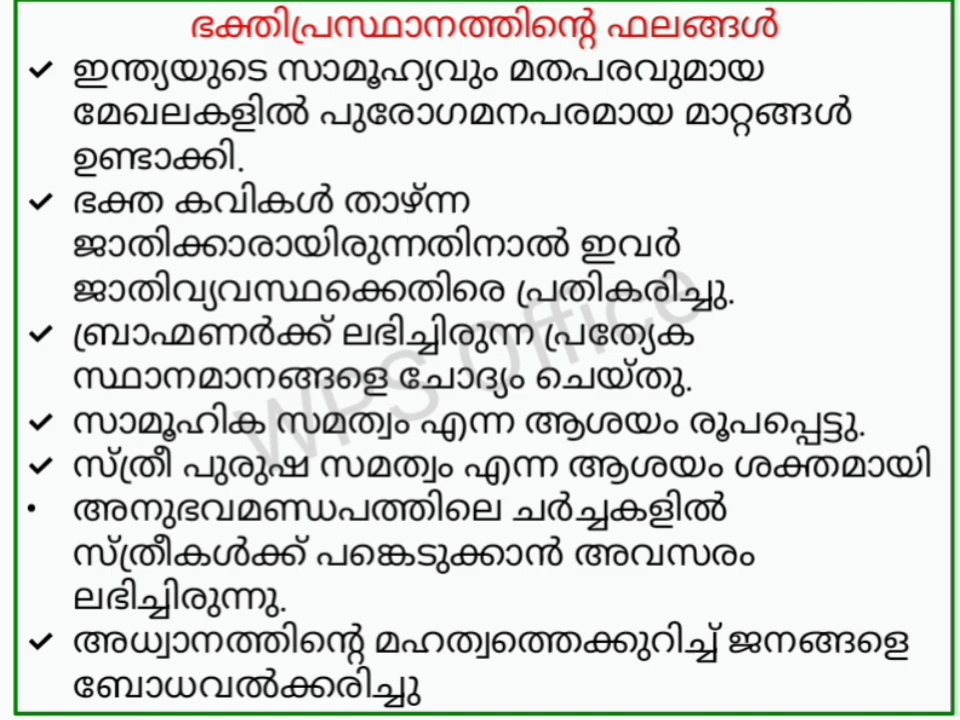 ഭക്തിപ്രസ്ഥാനത്തിന്റെ ഫലങ്ങൾ
✓ ഇന്ത്യയുടെ സാമൂഹ്യവും മതപരവുമായ
മേഖലകളിൽ പുരോഗമനപരമായ മാറ്റങ്ങൾ
ഉണ്ടാക്കി.
✓ ഭക്ത കവികൾ താഴ്ന്ന
ജാതിക്കാരായിരുന്നതിനാൽ ഇവർ
ജാതിവ്യവസ്ഥക്കെതിരെ പ്രതികരിച്ചു.
✓ ബ്രാഹ്മണർക്ക് ലഭിച്ചിരുന്ന പ്രത്യേക
സ്ഥാനമാനങ്ങളെ ചോദ്യം ചെയ്തു.
✓ സാമൂഹിക സമത്വം എന്ന ആശയം രൂപപ്പെട്ടു.
✓ സ്ത്രീ പുരുഷ സമത്വം എന്ന ആശയം ശക്തമായി
• അനുഭവമണ്ഡപത്തിലെ ചർച്ചകളിൽ
സ്ത്രീകൾക്ക് പങ്കെടുക്കാൻ അവസരം
ലഭിച്ചിരുന്നു.
✓ അധ്വാനത്തിന്റെ മഹത്വത്തെക്കുറിച്ച് ജനങ്ങളെ
ബോധവൽക്കരിച്ചു
WPS Office